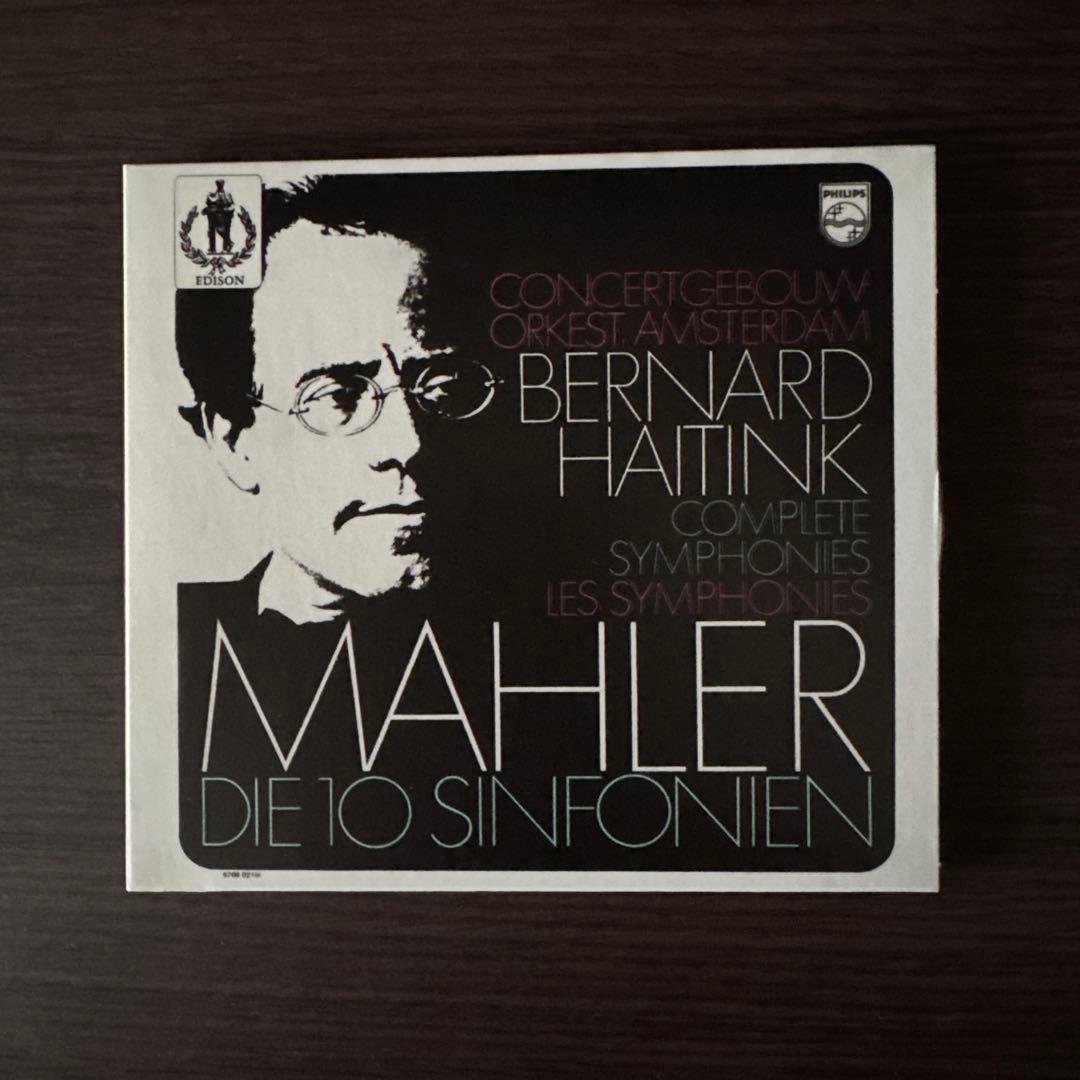 EDISON
PHILIPS
CONCERTGEBOUW-
ORKEST, AMSTERDAM
BERNARD
HAITINK
COMPLETE
SYMPHONIES
LES SYMPHONIES
MAHLER
DIE 10 SINFONIEN